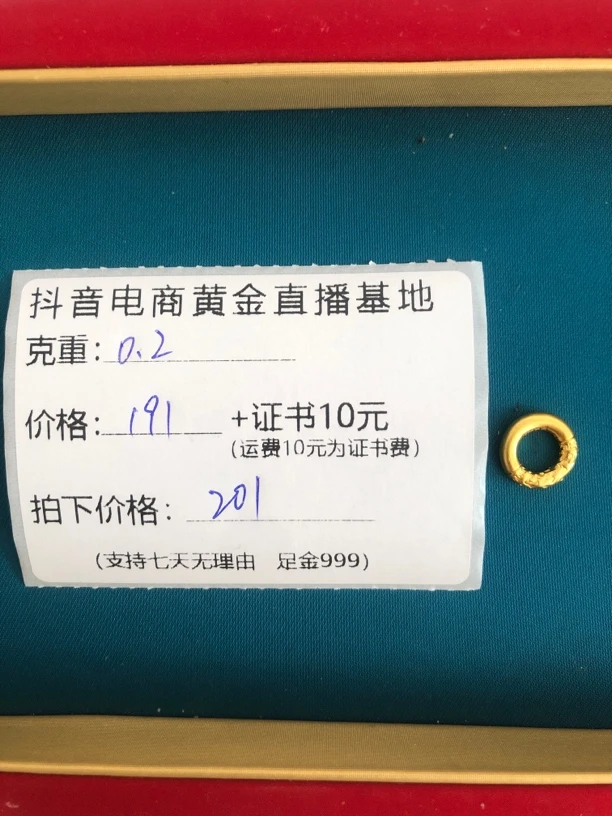 抖音电商黄金直播基地
克重：0.2
价格：191 +证书10元
(运费10元为证书费)
拍下价格：201
(支持七天无理由 足金999)